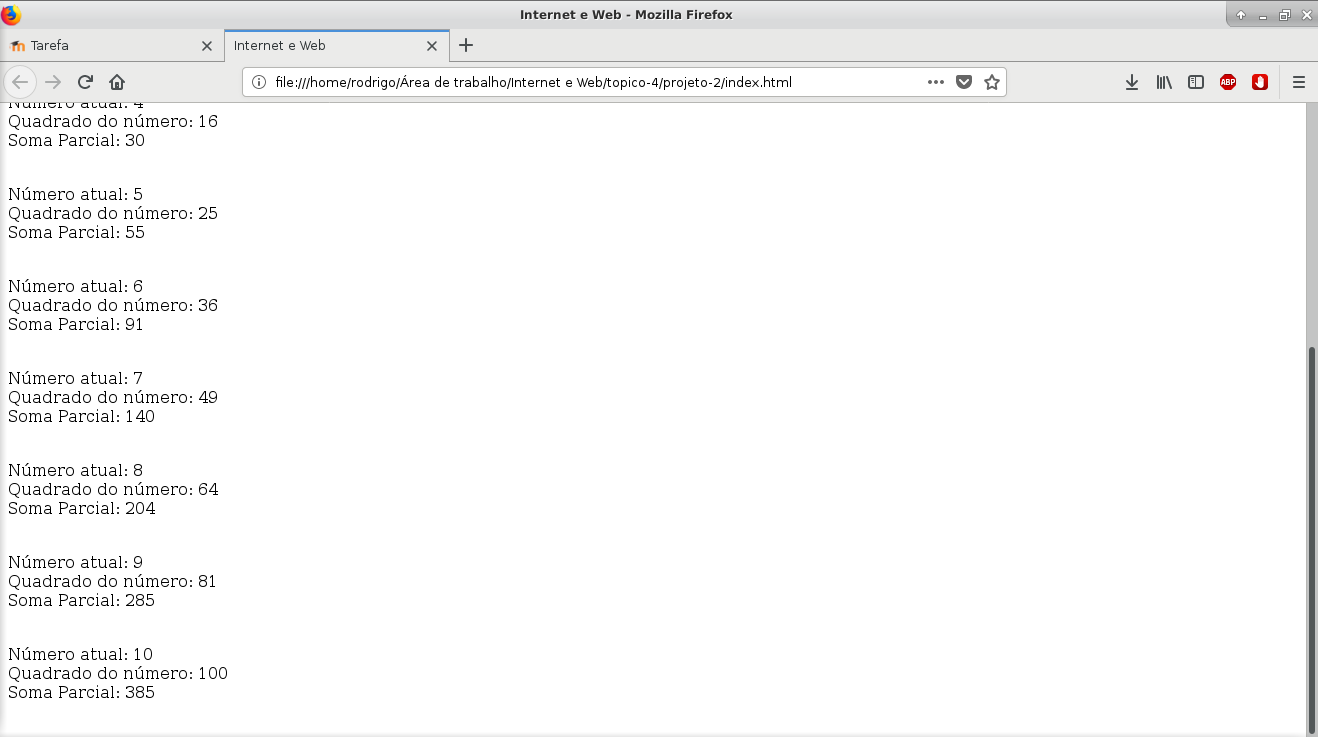 Internet e Web - Mozilla Firefox
Tarefa
Internet e Web
file:///home/rodrigo/Área de trabalho/Internet e Web/topico-4/projeto-2/index.html
ABP
Número atual: 4
Quadrado do número: 16
Soma Parcial: 30
Número atual: 5
Quadrado do número: 25
Soma Parcial: 55
Número atual: 6
Quadrado do número: 36
Soma Parcial: 91
Número atual: 7
Quadrado do número: 49
Soma Parcial: 140
Número atual: 8
Quadrado do número: 64
Soma Parcial: 204
Número atual: 9
Quadrado do número: 81
Soma Parcial: 285
Número atual: 10
Quadrado do número: 100
Soma Parcial: 385